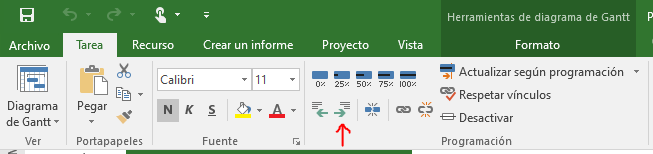 Herramientas de diagrama de Gantt P
Archivo Tarea Recurso Crear un informe Proyecto Vista Formato
Diagrama de Gantt
Pegar
Calibri 11
N K S A
0% 25% 50% 75% 100%
Actualizar según programación
Respetar vínculos
Desactivar
Ver Portapapeles Fuente Programación